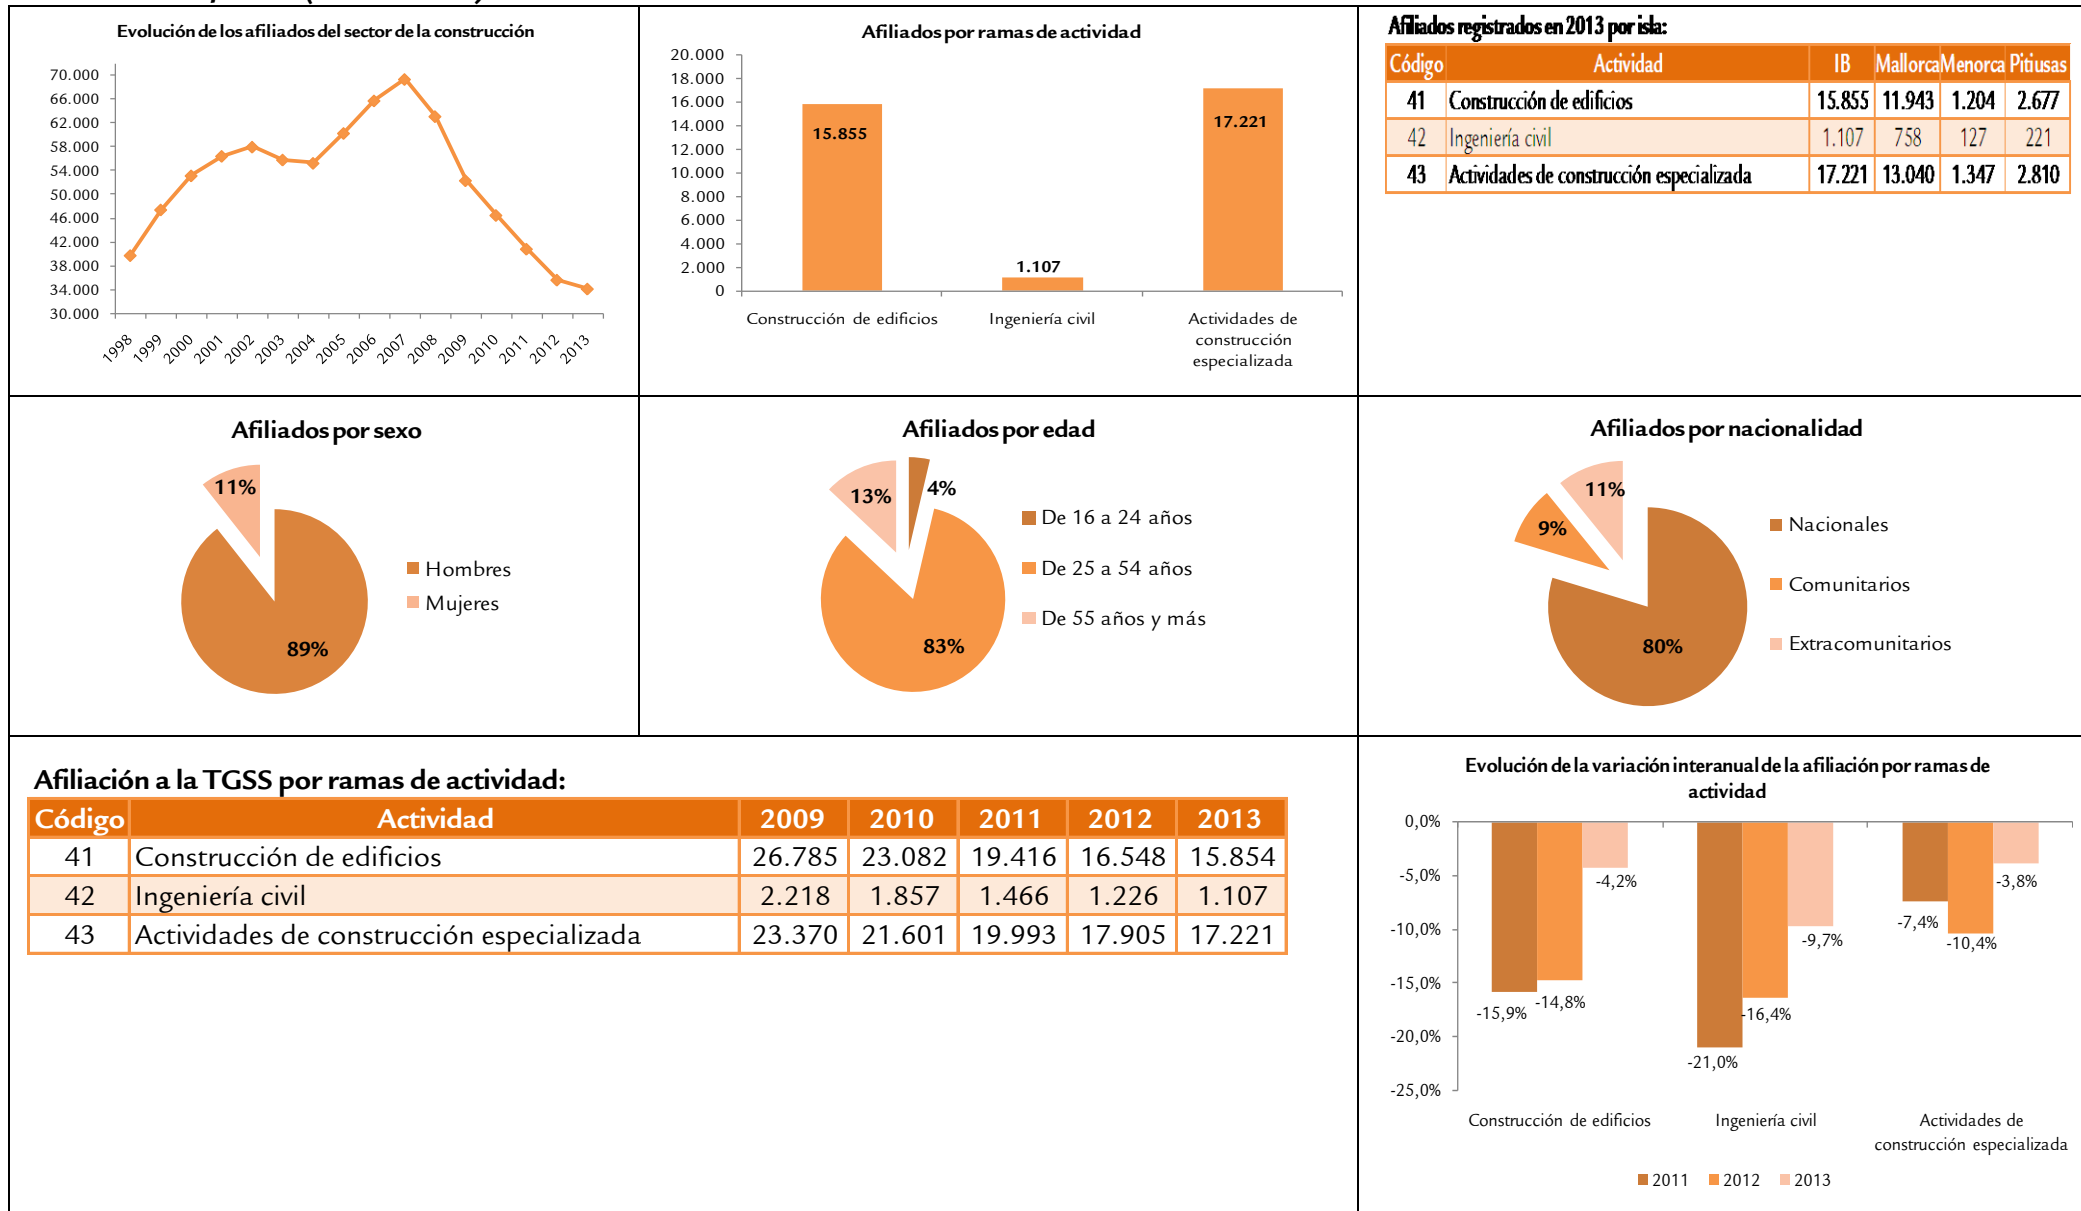 Evolución de los afiliados del sector de la construcción
70.000
66.000
62.000
58.000
54.000
50.000
46.000
42.000
38.000
34.000
30.000
1998 1999 2000 2001 2002 2003 2004 2005 2006 2007 2008 2009 2010 2011 2012 2013
Afiliados por ramas de actividad
20.000
18.000
16.000
14.000
12.000
10.000
8.000
6.000
4.000
2.000
0
15.855
1.107
17.221
Construcción de edificios
Ingeniería civil
Actividades de
construcción
especializada
Afiliados registrados en 2013 por isla:
Código Actividad IB Mallorca Menorca Pitiusas
41 Construcción de edificios 15.855 11.943 1.204 2.677
42 Ingeniería civil 1.107 758 127 221
43 Actividades de construcción especializada 17.221 13.040 1.347 2.810
Afiliados por sexo
11%
89%
Hombres
Mujeres
Afiliados por edad
13%
4%
83%
De 16 a 24 años
De 25 a 54 años
De 55 años y más
Afiliados por nacionalidad
11%
9%
80%
Nacionales
Comunitarios
Extracomunitarios
Afiliación a la TGSS por ramas de actividad:
Código Actividad 2009 2010 2011 2012 2013
41 Construcción de edificios 26.785 23.082 19.416 16.548 15.854
42 Ingeniería civil 2.218 1.857 1.466 1.226 1.107
43 Actividades de construcción especializada 23.370 21.601 19.993 17.905 17.221
Evolución de la variación interanual de la afiliación por ramas de
actividad
0,0%
-5,0%
-10,0%
-15,0%
-20,0%
-25,0%
-15,9%
-14,8%
-4,2%
-21,0%
-16,4%
-9,7%
-7,4%
-10,4%
-3,8%
Construcción de edificios
Ingeniería civil
Actividades de
construcción especializada
2011 2012 2013